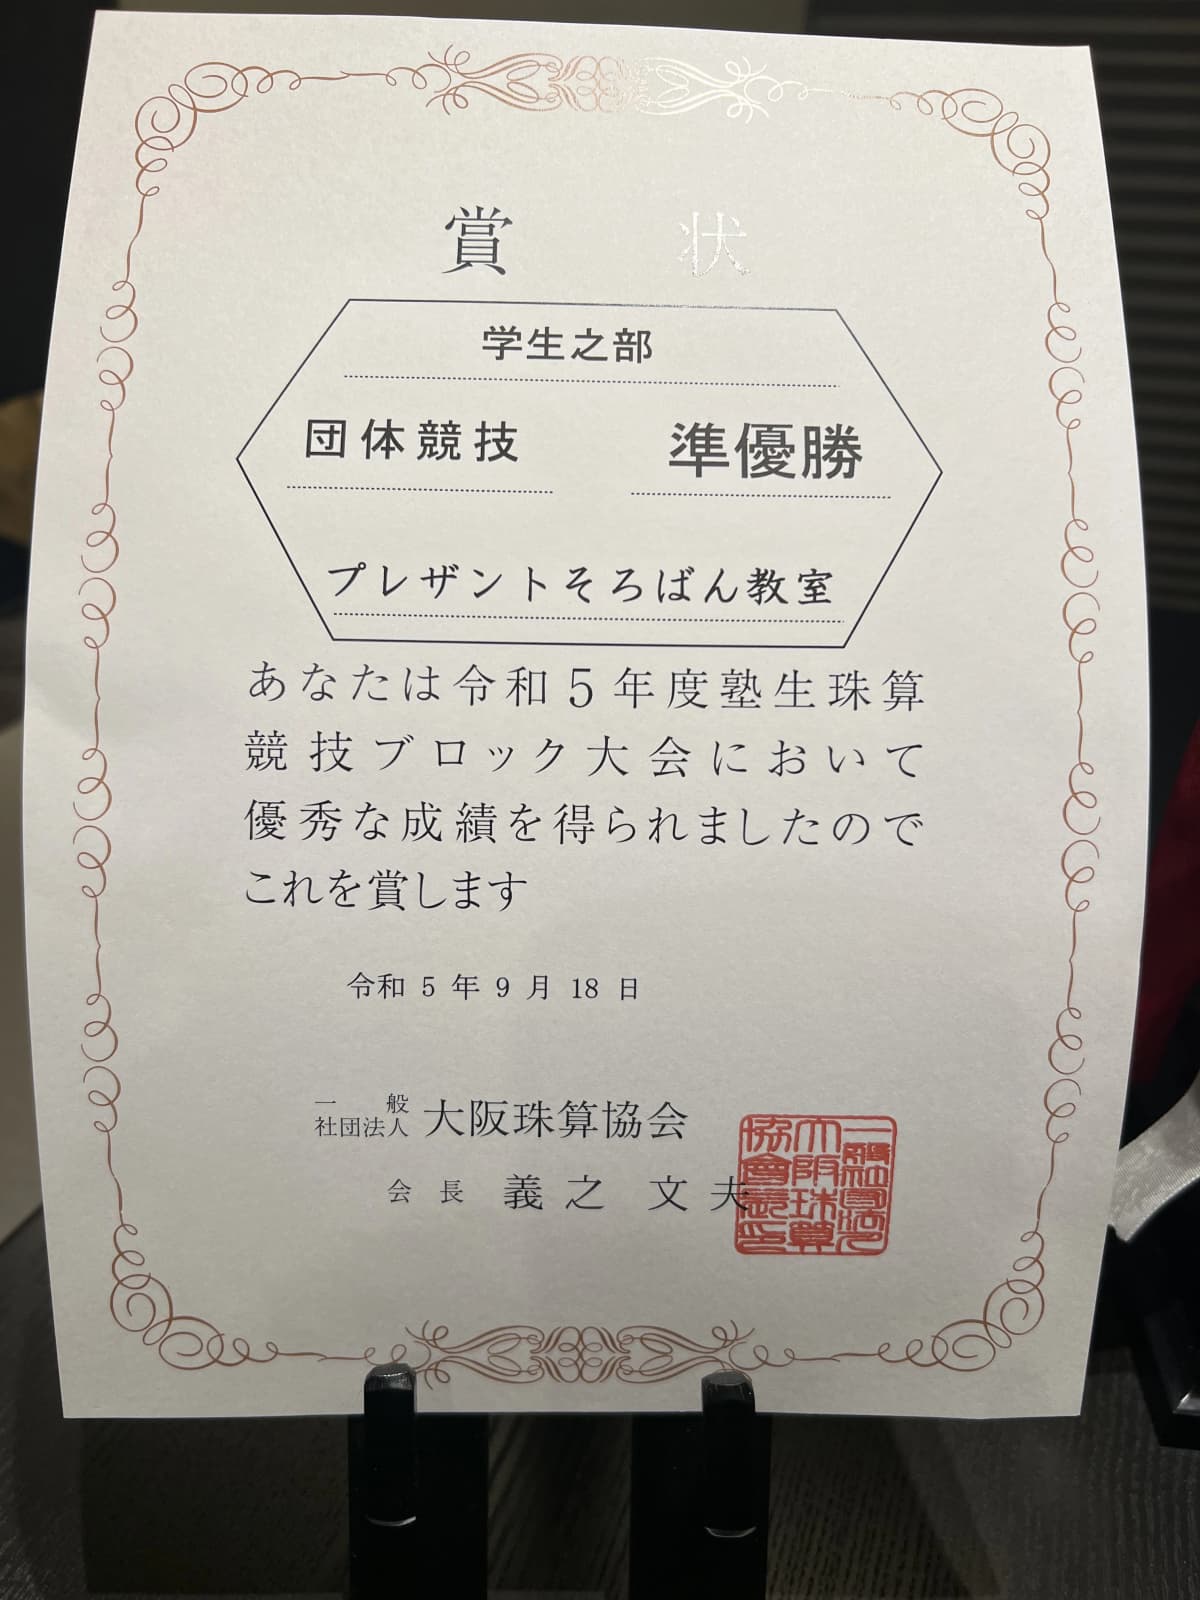 賞状
学生之部
団体競技 準優勝
プレザントそろばん教室
あなたは令和5年度塾生珠算
競技ブロック大会において
優秀な成績を得られましたので
これを賞します
令和 5 年 9 月 18 日
一般社団法人 大阪珠算協会
会長 義之 文夫